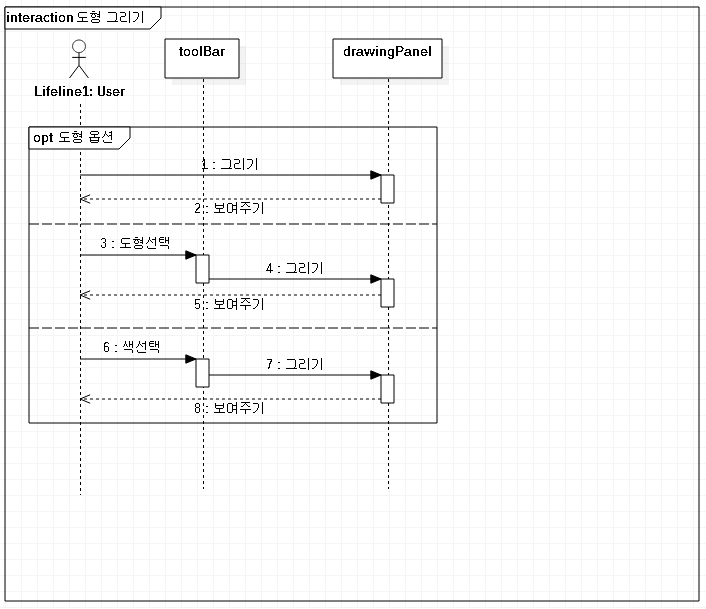 interaction 도형 그리기
toolBar
drawingPanel
Lifeline1: User
opt 도형 옵션
1 : 그리기
2 : 보여주기
3 : 도형선택
4 : 그리기
5 : 보여주기
6 : 색선택
7 : 그리기
8 : 보여주기